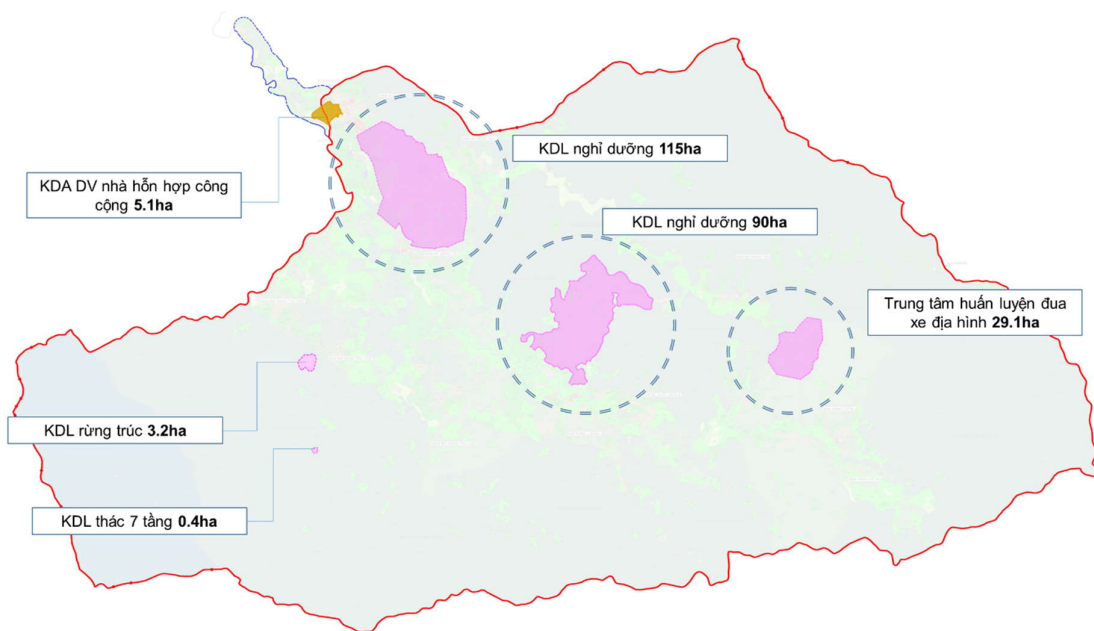 KDL nghỉ dưỡng 115ha
KDA DV nhà hỗn hợp công
cộng 5.1ha
KDL nghỉ dưỡng 90ha
Trung tâm huấn luyện đua
xe địa hình 29.1ha
KDL rừng trúc 3.2ha
KDL thác 7 tầng 0.4ha